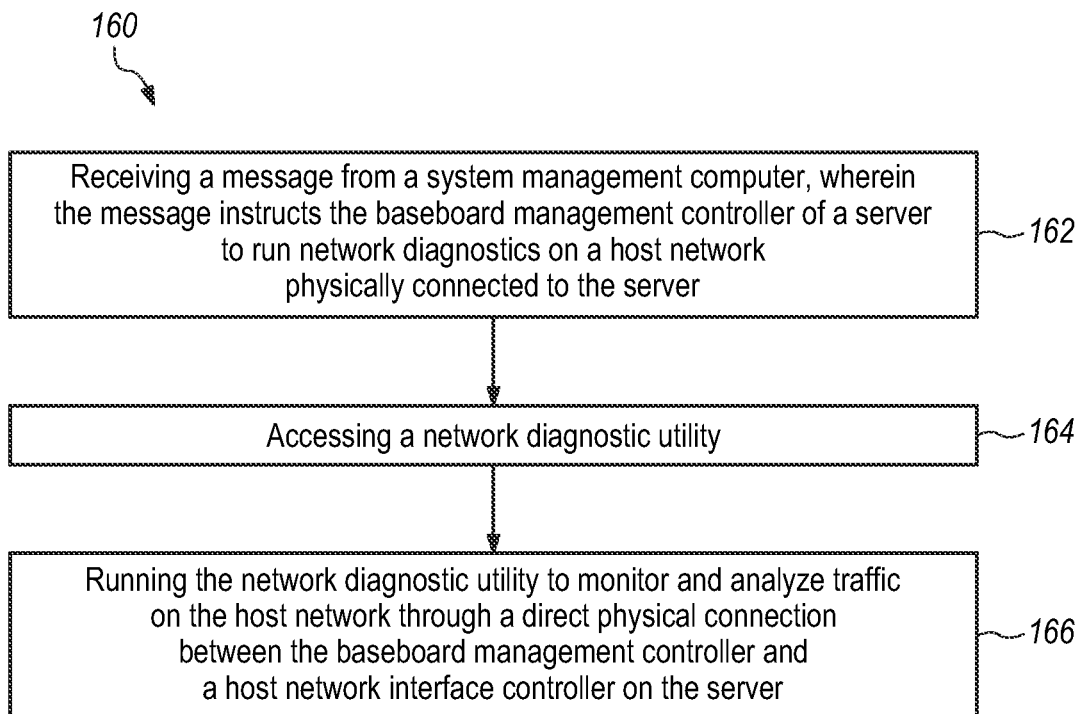 160
Receiving a message from a system management computer, wherein
the message instructs the baseboard management controller of a server
to run network diagnostics on a host network
physically connected to the server
162
Accessing a network diagnostic utility
164
Running the network diagnostic utility to monitor and analyze traffic
on the host network through a direct physical connection
between the baseboard management controller and
a host network interface controller on the server
166